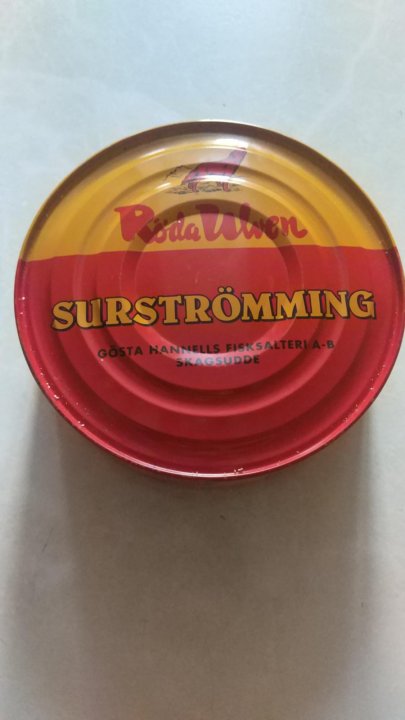 Röda Ulven
SURSTRÖMMING
GÖSTA HANNELLS FISKSALTERI A-B
SKAGSUDDE